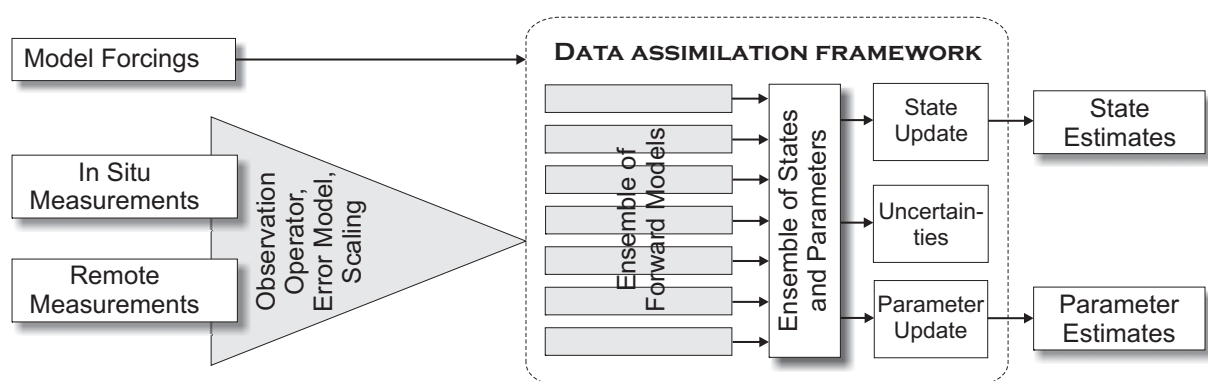 Model Forcings
In Situ
Measurements
Remote
Measurements
Observation
Operator,
Error Model,
Scaling
DATA ASSIMILATION FRAMEWORK
Ensemble of
Forward Models
Ensemble of States
and Parameters
State
Update
Uncertain-
ties
Parameter
Update
State
Estimates
Parameter
Estimates